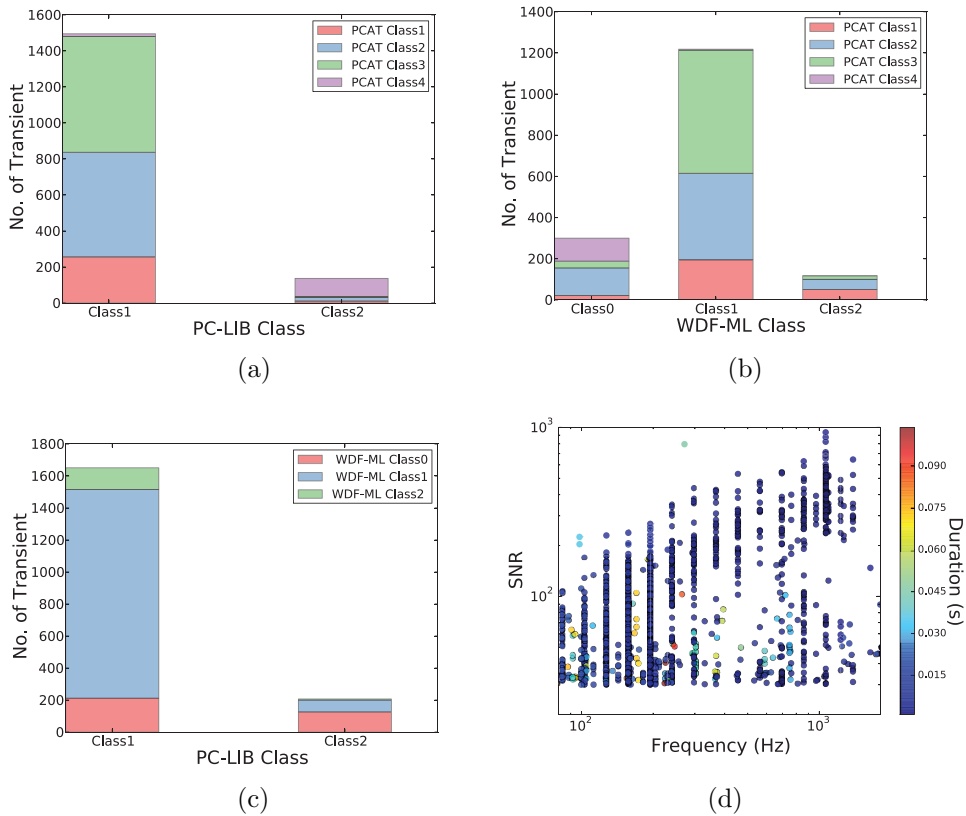 1600
1400
1200
1000
800
600
400
200
0
No. of Transient
PCAT Class1
PCAT Class2
PCAT Class3
PCAT Class4
Class1
Class2
PC-LIB Class
(a)
1400
1200
1000
800
600
400
200
0
No. of Transient
PCAT Class1
PCAT Class2
PCAT Class3
PCAT Class4
Class0
Class1
Class2
WDF-ML Class
(b)
1800
1600
1400
1200
1000
800
600
400
200
0
No. of Transient
WDF-ML Class0
WDF-ML Class1
WDF-ML Class2
Class1
Class2
PC-LIB Class
(c)
10³
10²
SNR
10²
10³
Frequency (Hz)
0.090
0.075
0.060
0.045
0.030
0.015
Duration (s)
(d)